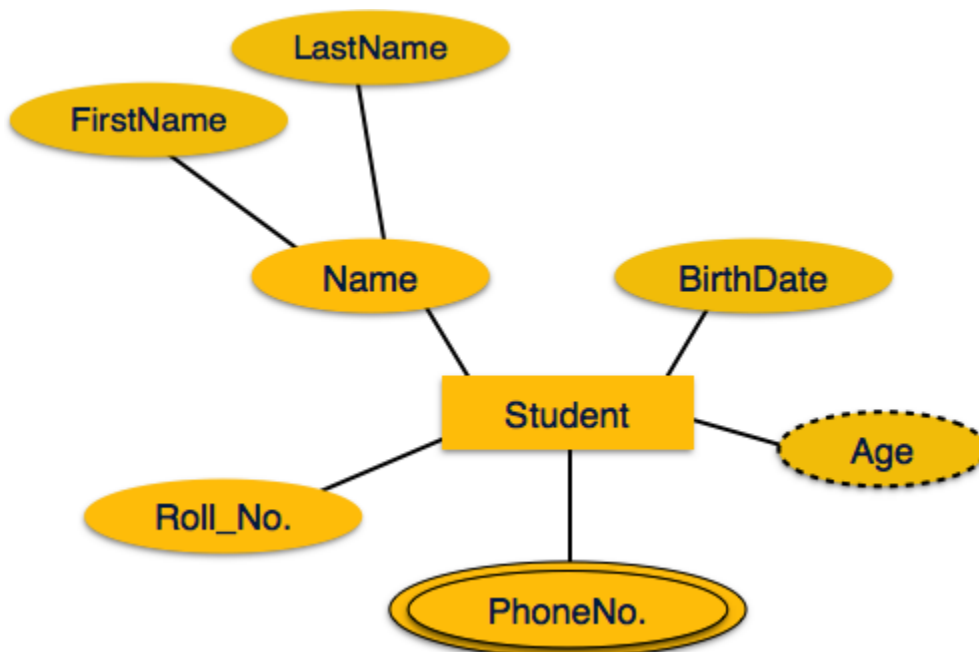 LastName
FirstName
Name
BirthDate
Student
Age
Roll_No.
PhoneNo.